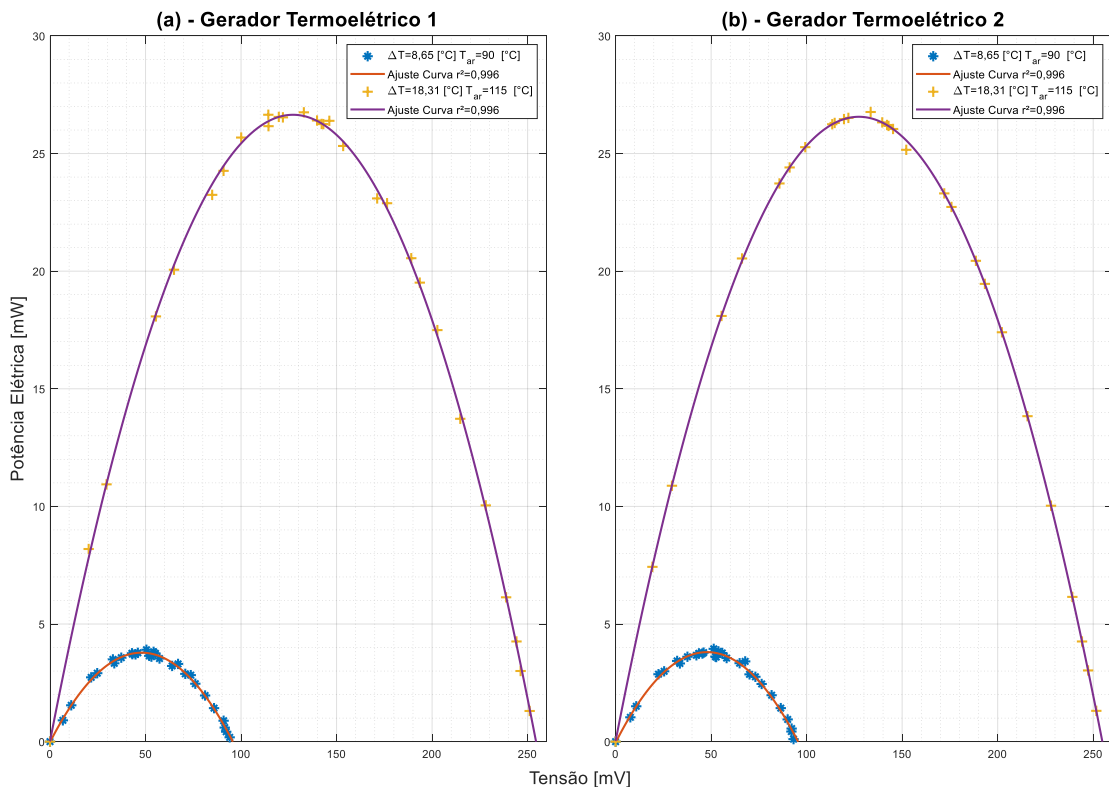 (a) - Gerador Termoelétrico 1
(b) - Gerador Termoelétrico 2
Potência Elétrica [mW]
30
25
20
15
10
5
0
0 50 100 150 200 250
ΔT=8,65 [°C] T_ar=90 [°C]
Ajuste Curva r²=0,996
ΔT=18,31 [°C] T_ar=115 [°C]
Ajuste Curva r²=0,996
30
25
20
15
10
5
0
0 50 100 150 200 250
ΔT=8,65 [°C] T_ar=90 [°C]
Ajuste Curva r²=0,996
ΔT=18,31 [°C] T_ar=115 [°C]
Ajuste Curva r²=0,996
Tensão [mV]